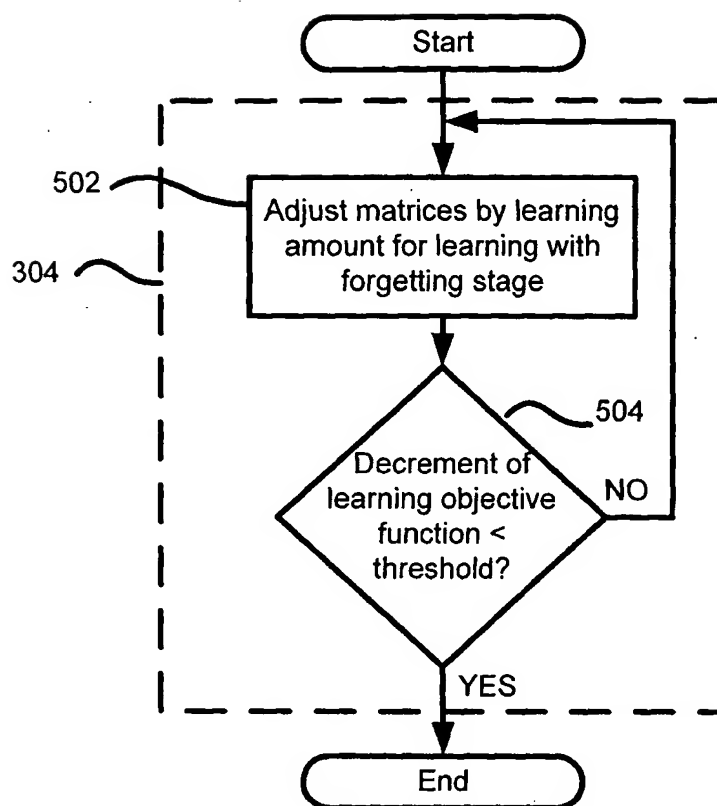 Start
502
Adjust matrices by learning
amount for learning with
forgetting stage
304
504
Decrement of
learning objective
function <
threshold?
NO
YES
End